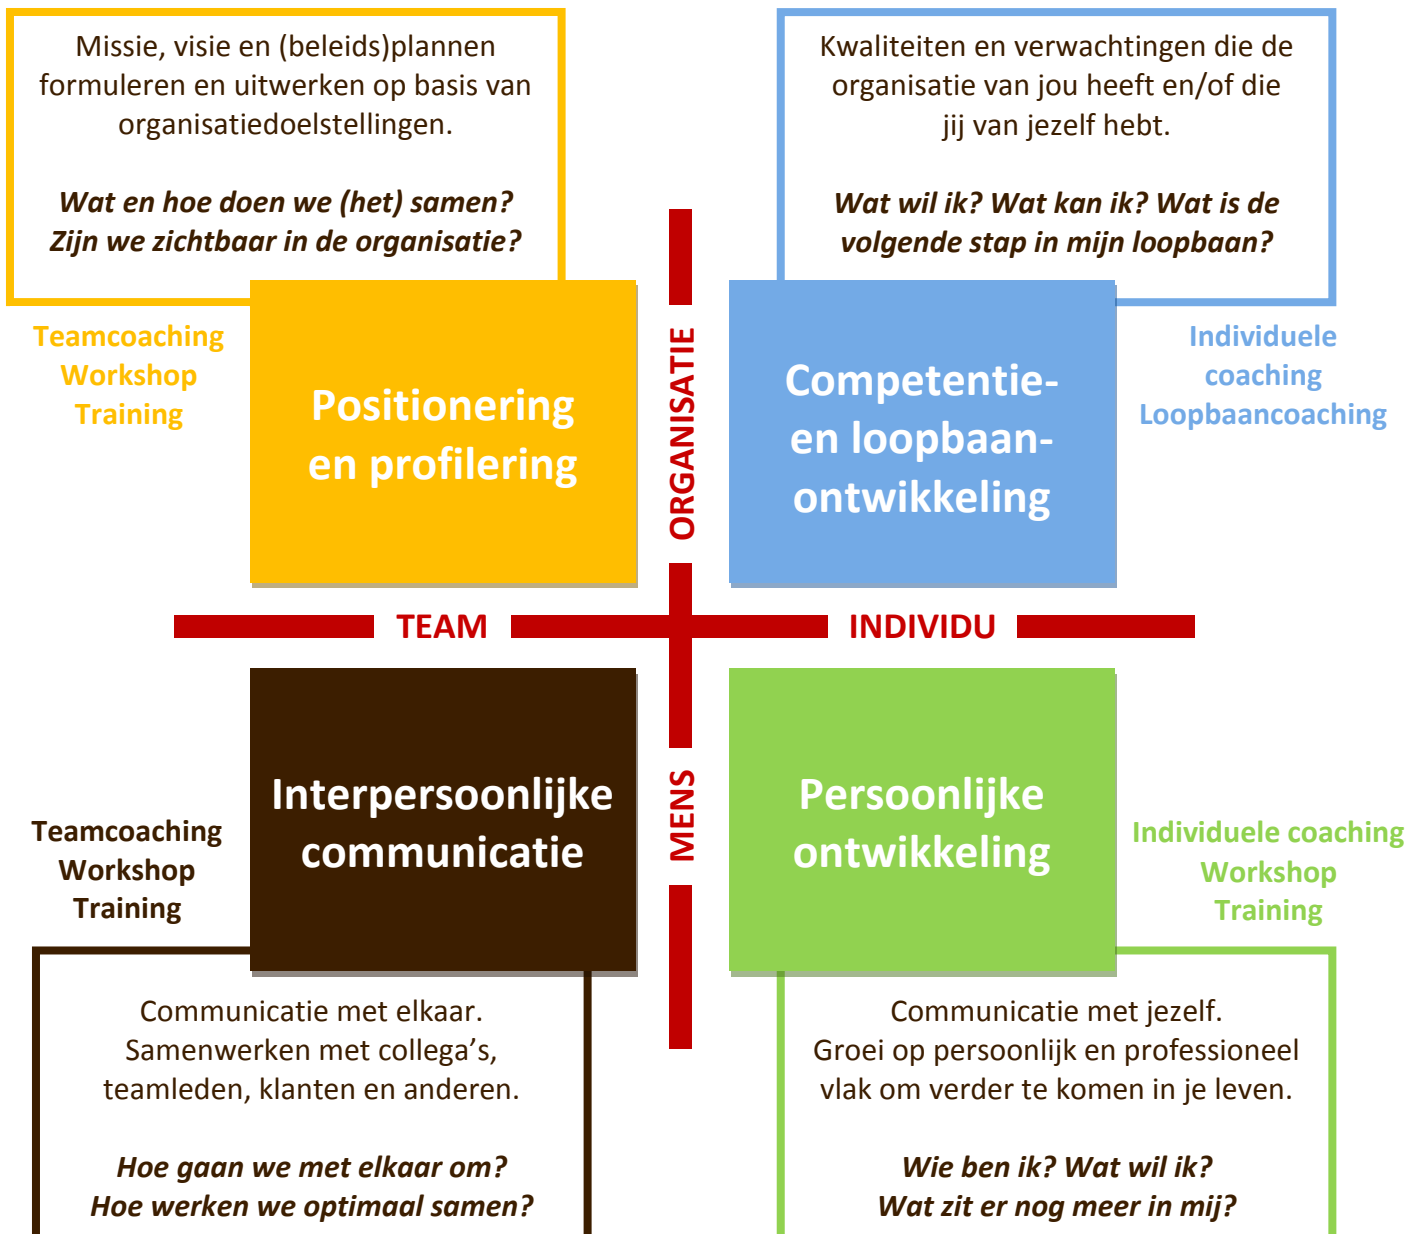 Missie, visie en (beleids)plannen
formuleren en uitwerken op basis van
organisatiedoelstellingen.
Wat en hoe doen we (het) samen?
Zijn we zichtbaar in de organisatie?
Teamcoaching
Workshop
Training
Positionering
en profilering
Kwaliteiten en verwachtingen die de
organisatie van jou heeft en/of die
jij van jezelf hebt.
Wat wil ik? Wat kan ik? Wat is de
volgende stap in mijn loopbaan?
Competentie-
en loopbaan-
ontwikkeling
Individuele
coaching
Loopbaancoaching
ORGANISATIE
TEAM
INDIVIDU
MENS
Teamcoaching
Workshop
Training
Interpersoonlijke
communicatie
Communicatie met elkaar.
Samenwerken met collega’s,
teamleden, klanten en anderen.
Hoe gaan we met elkaar om?
Hoe werken we optimaal samen?
Persoonlijke
ontwikkeling
Individuele coaching
Workshop
Training
Communicatie met jezelf.
Groei op persoonlijk en professioneel
vlak om verder te komen in je leven.
Wie ben ik? Wat wil ik?
Wat zit er nog meer in mij?